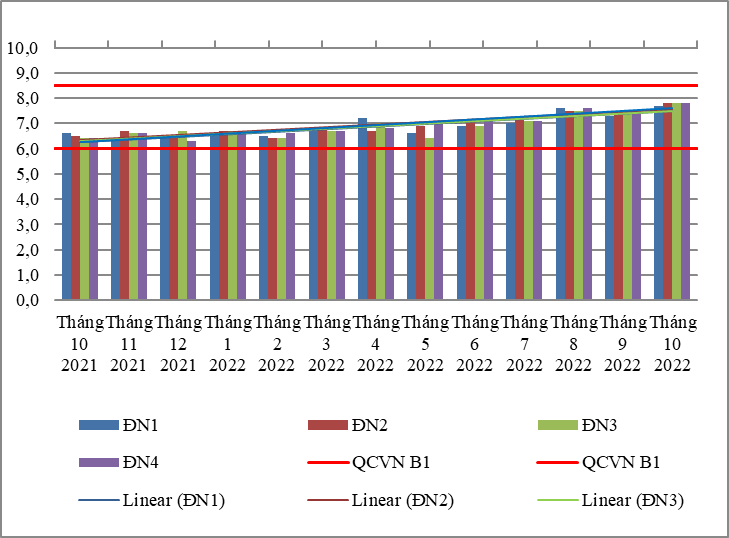 10,0
9,0
8,0
7,0
6,0
5,0
4,0
3,0
2,0
1,0
0,0
Tháng Tháng Tháng Tháng Tháng Tháng Tháng Tháng Tháng Tháng Tháng Tháng Tháng
10 11 12 1 2 3 4 5 6 7 8 9 10
2021 2021 2021 2022 2022 2022 2022 2022 2022 2022 2022 2022 2022
ĐN1 ĐN2 ĐN3
ĐN4 QCVN B1 QCVN B1
Linear (ĐN1) Linear (ĐN2) Linear (ĐN3)